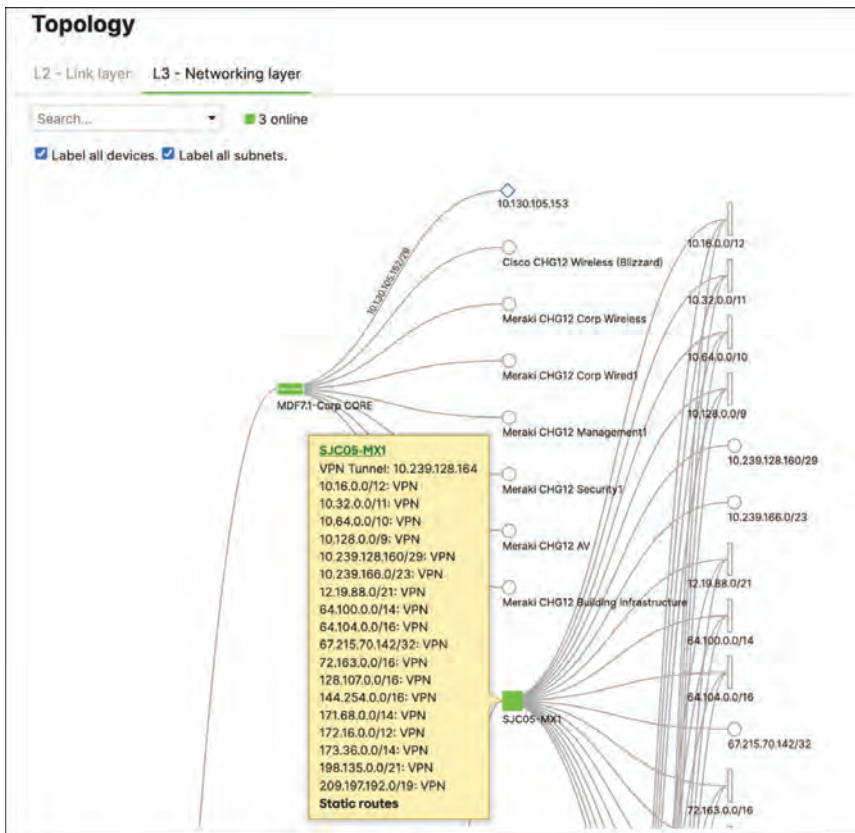 Topology
L2 - Link layer L3 - Networking layer
Search... 3 online
Label all devices. Label all subnets.
10.130.105.153
10.130.105.152/29
Cisco CHG12 Wireless (Blizzard)
Meraki CHG12 Corp Wireless
Meraki CHG12 Corp Wired1
MDF7.1-Corp CORE
Meraki CHG12 Management1
Meraki CHG12 Security1
Meraki CHG12 AV
Meraki CHG12 Building Infrastructure
SJC05-MX1
VPN Tunnel: 10.239.128.164
10.16.0.0/12: VPN
10.32.0.0/11: VPN
10.64.0.0/10: VPN
10.128.0.0/9: VPN
10.239.128.160/29: VPN
10.239.166.0/23: VPN
12.19.88.0/21: VPN
64.100.0.0/14: VPN
64.104.0.0/16: VPN
67.215.70.142/32: VPN
72.163.0.0/16: VPN
128.107.0.0/16: VPN
144.254.0.0/16: VPN
171.68.0.0/14: VPN
172.16.0.0/12: VPN
173.36.0.0/14: VPN
198.135.0.0/21: VPN
209.197.192.0/19: VPN
Static routes
SJC05-MX1
10.16.0.0/12
10.32.0.0/11
10.64.0.0/10
10.128.0.0/9
10.239.128.160/29
10.239.166.0/23
12.19.88.0/21
64.100.0.0/14
64.104.0.0/16
67.215.70.142/32
72.163.0.0/16